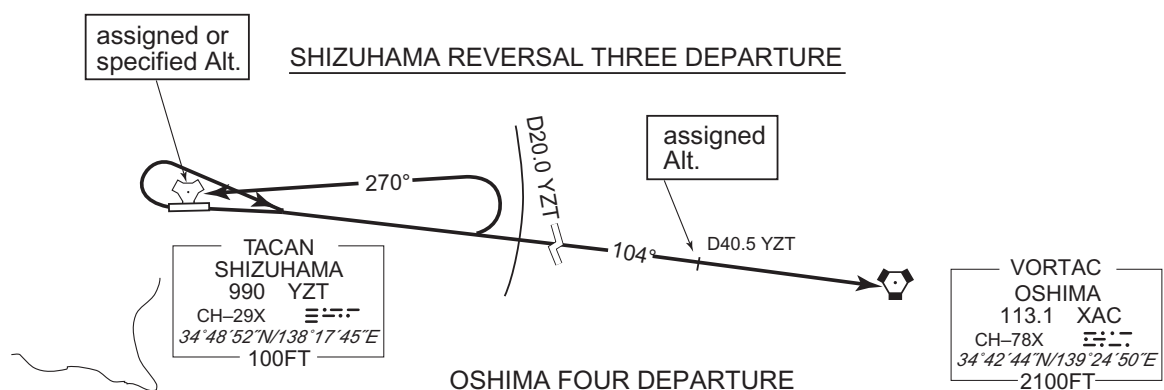 assigned or
specified Alt.
SHIZUHAMA REVERSAL THREE DEPARTURE
assigned
Alt.
D20.0 YZT
270°
104°
D40.5 YZT
TACAN
SHIZUHAMA
990 YZT
CH–29X
34°48´52˝N/138°17´45˝E
100FT
VORTAC
OSHIMA
113.1 XAC
CH–78X
34°42´44˝N/139°24´50˝E
2100FT
OSHIMA FOUR DEPARTURE